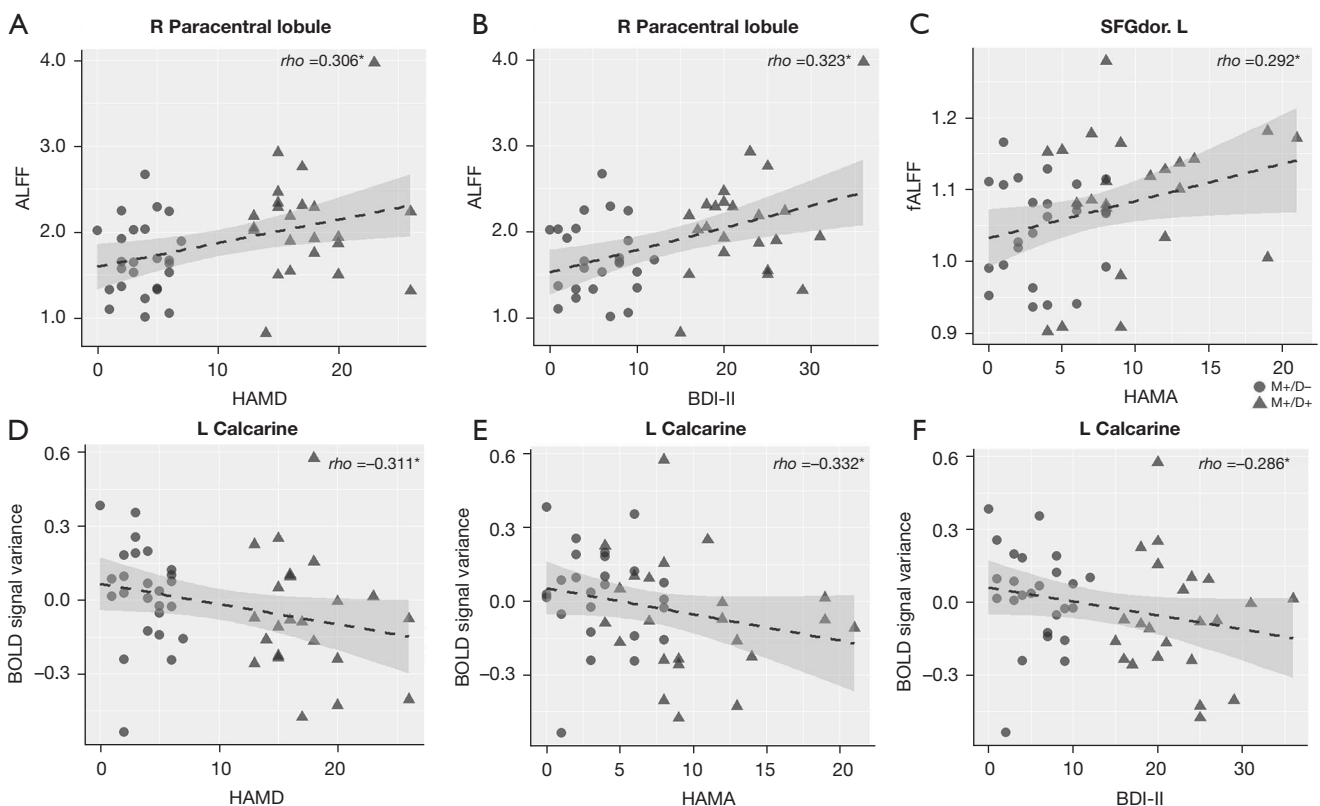 A
R Paracentral lobule
rho =0.306*
4.0
3.0
2.0
1.0
ALFF
0
10
20
HAMD
B
R Paracentral lobule
rho =0.323*
4.0
3.0
2.0
1.0
ALFF
0
10
20
30
BDI-II
C
SFGdor. L
rho =0.292*
1.2
1.1
1.0
0.9
fALFF
0
5
10
15
20
HAMA
M+/D−
M+/D+
D
L Calcarine
rho =−0.311*
0.6
0.3
0.0
−0.3
BOLD signal variance
0
10
20
HAMD
E
L Calcarine
rho =−0.332*
0.6
0.3
0.0
−0.3
BOLD signal variance
0
5
10
15
20
HAMA
F
L Calcarine
rho =−0.286*
0.6
0.3
0.0
−0.3
BOLD signal variance
0
10
20
30
BDI-II